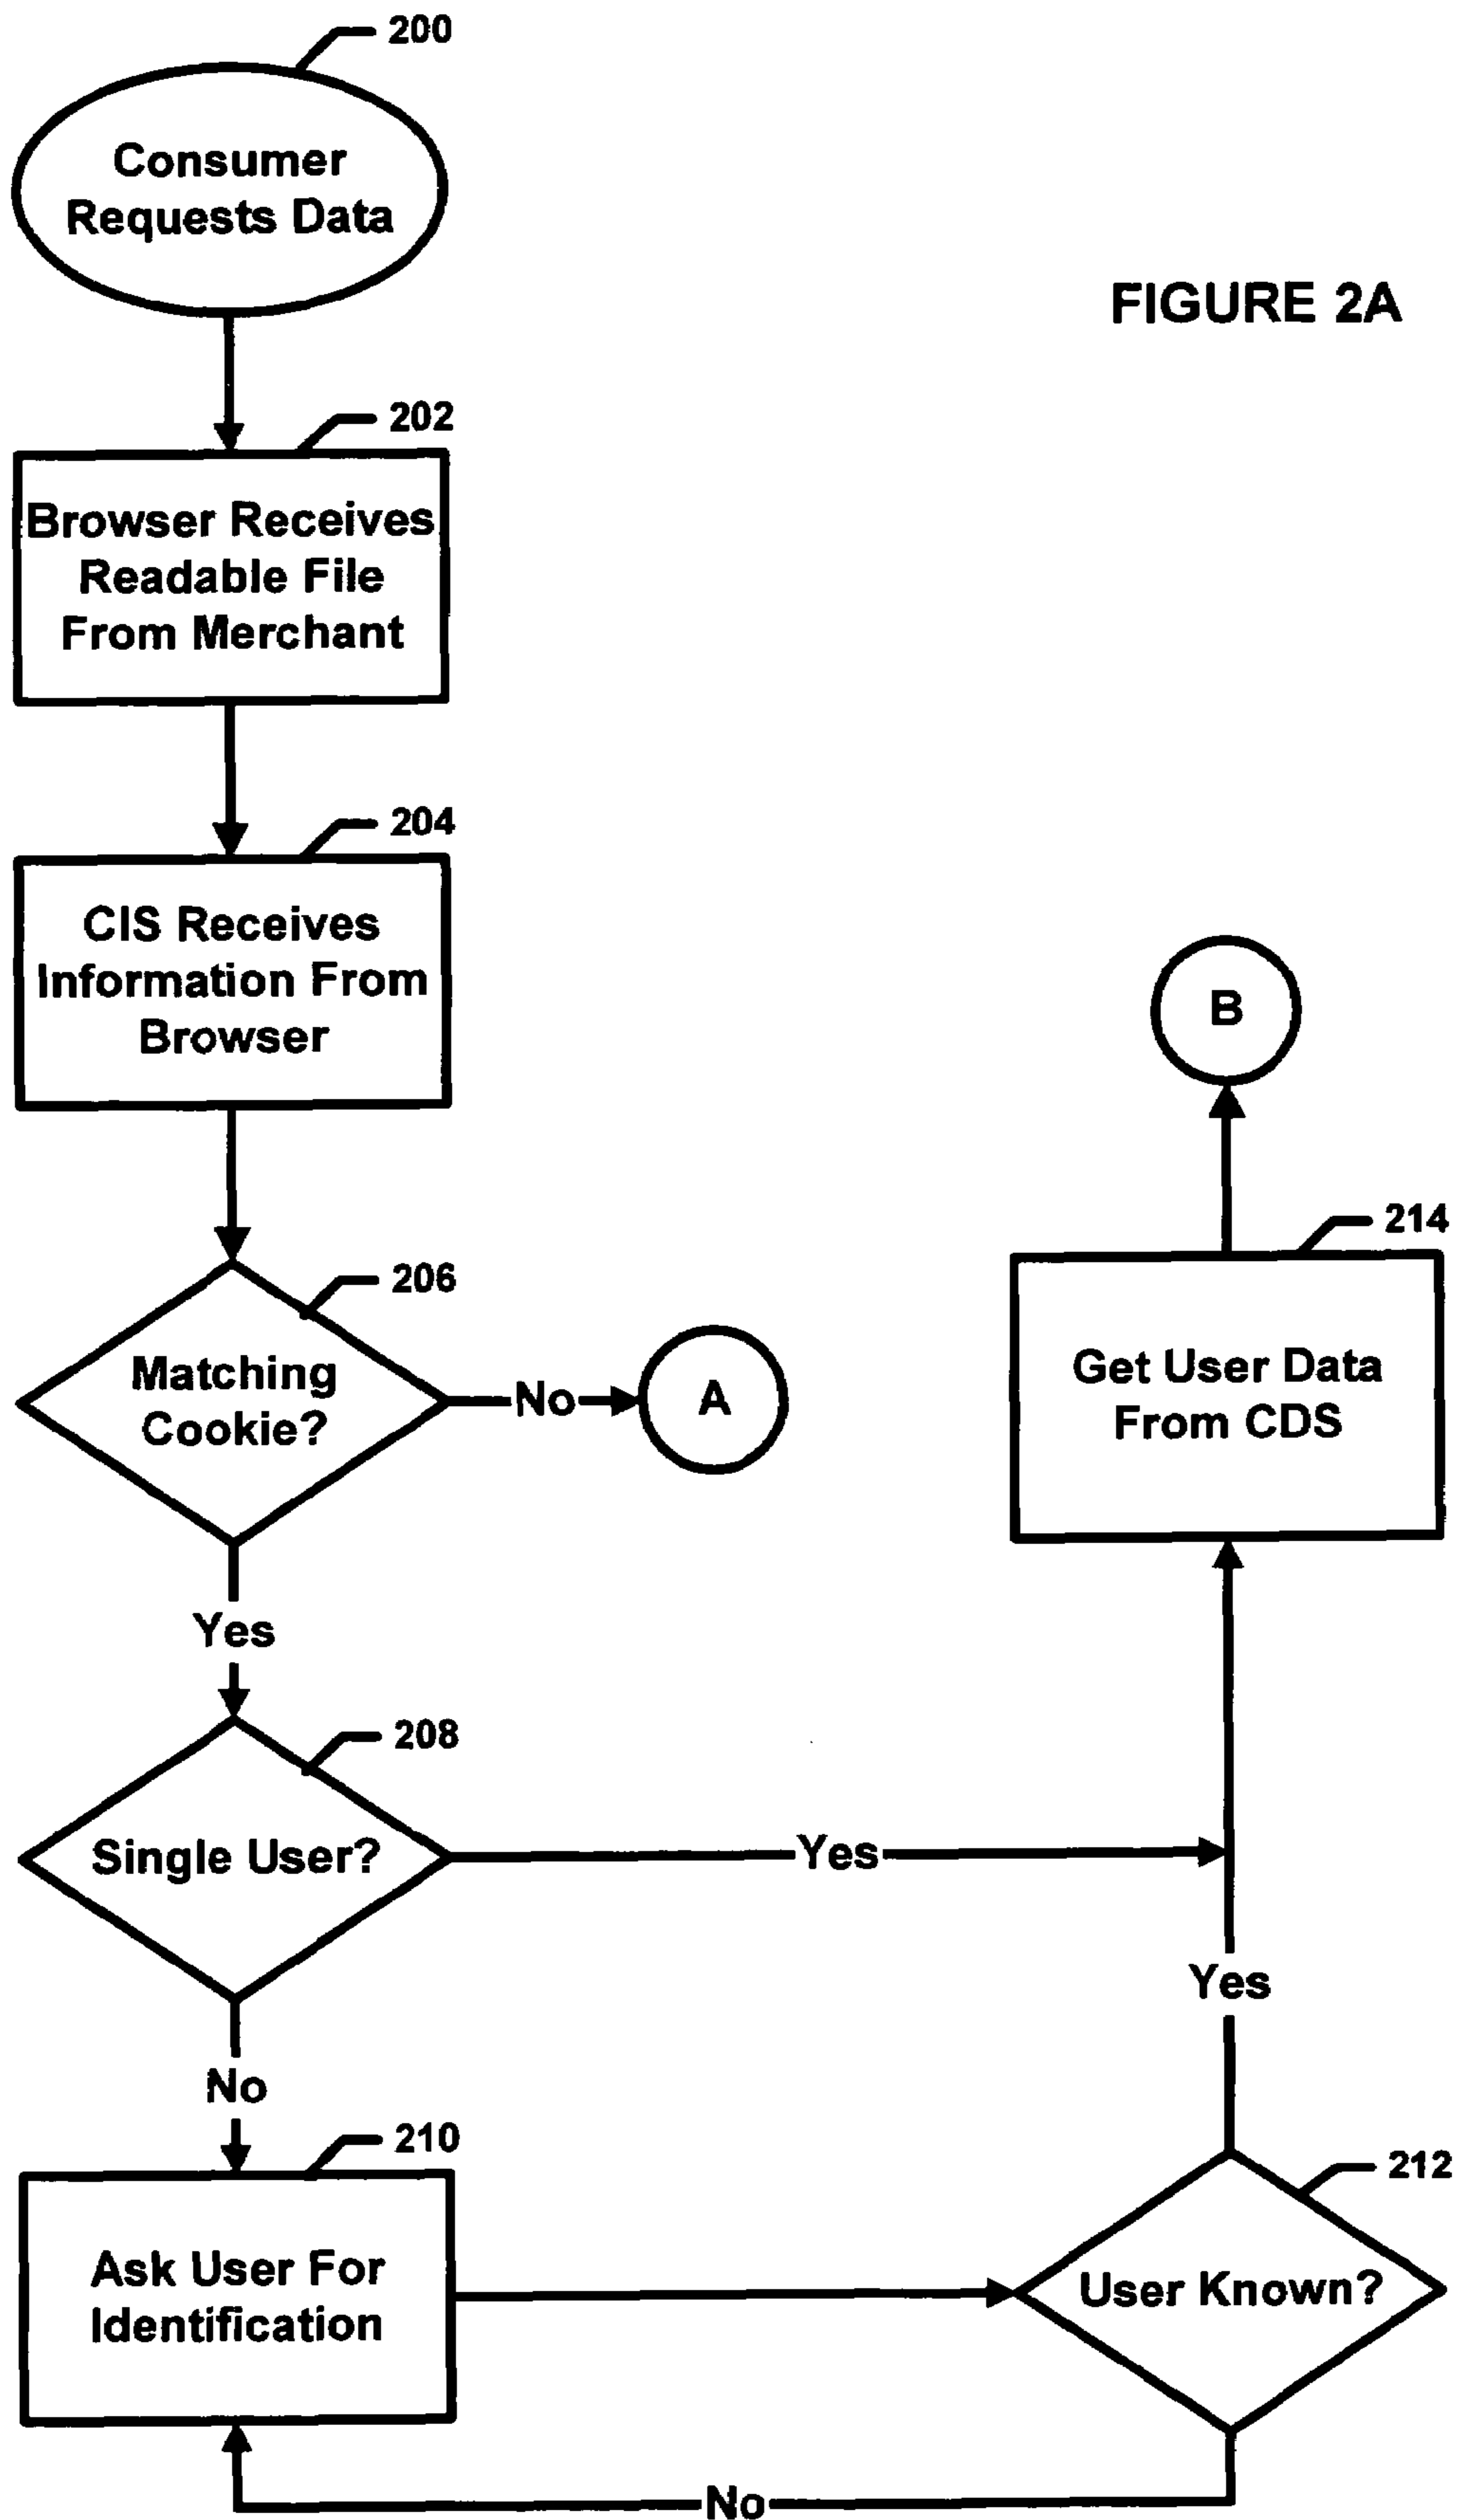 200
Consumer
Requests Data
FIGURE 2A
202
Browser Receives
Readable File
From Merchant
204
CIS Receives
Information From
Browser
B
214
206
Matching
Cookie?
No
A
Get User Data
From CDS
Yes
208
Single User?
Yes
Yes
No
210
212
Ask User For
Identification
User Known?
No